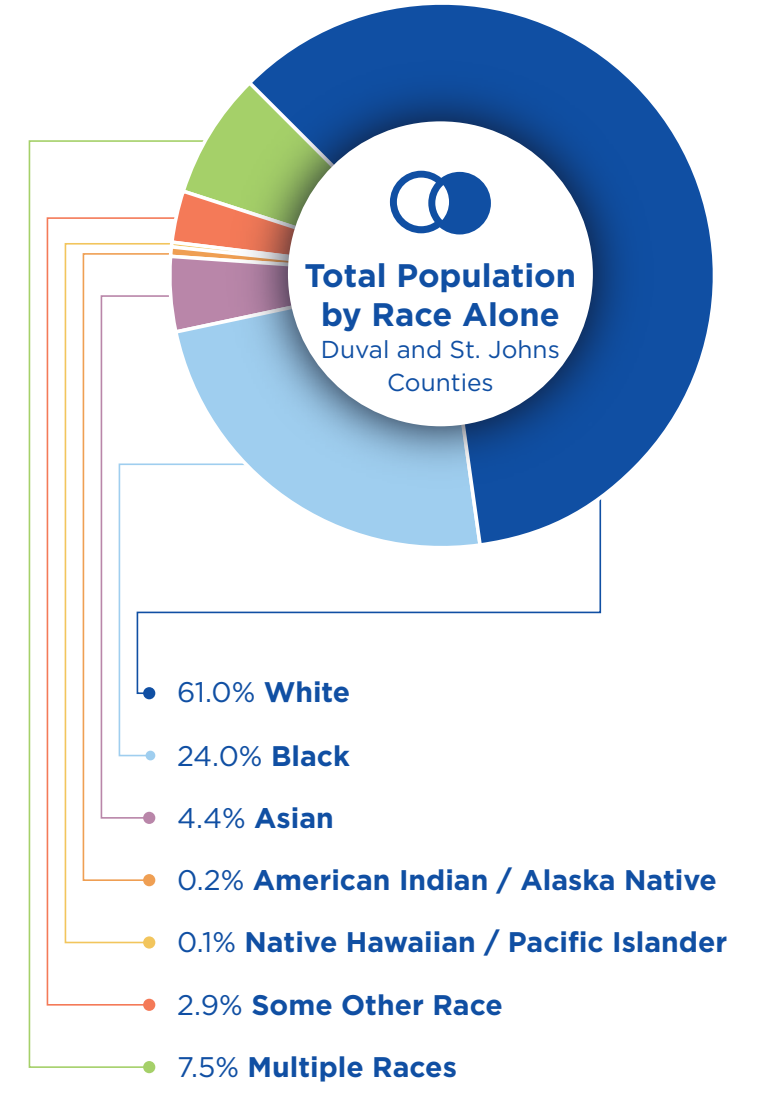 Total Population
by Race Alone
Duval and St. Johns
Counties
61.0% White
24.0% Black
4.4% Asian
0.2% American Indian / Alaska Native
0.1% Native Hawaiian / Pacific Islander
2.9% Some Other Race
7.5% Multiple Races